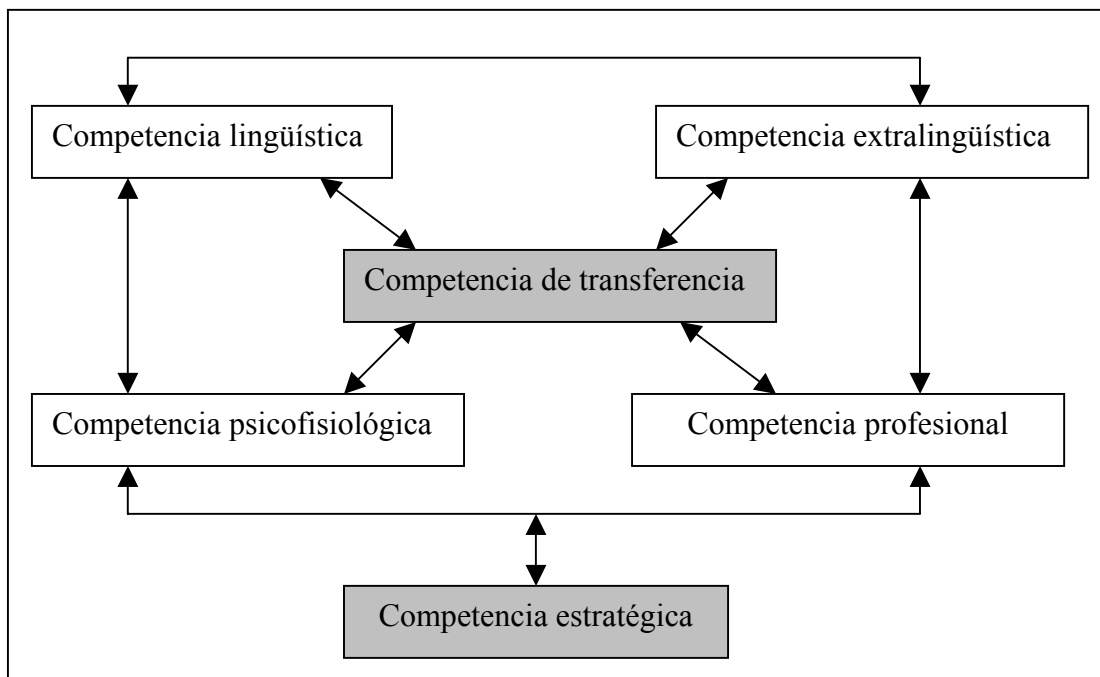 Competencia lingüística
Competencia extralingüística
Competencia de transferencia
Competencia psicofisiológica
Competencia profesional
Competencia estratégica